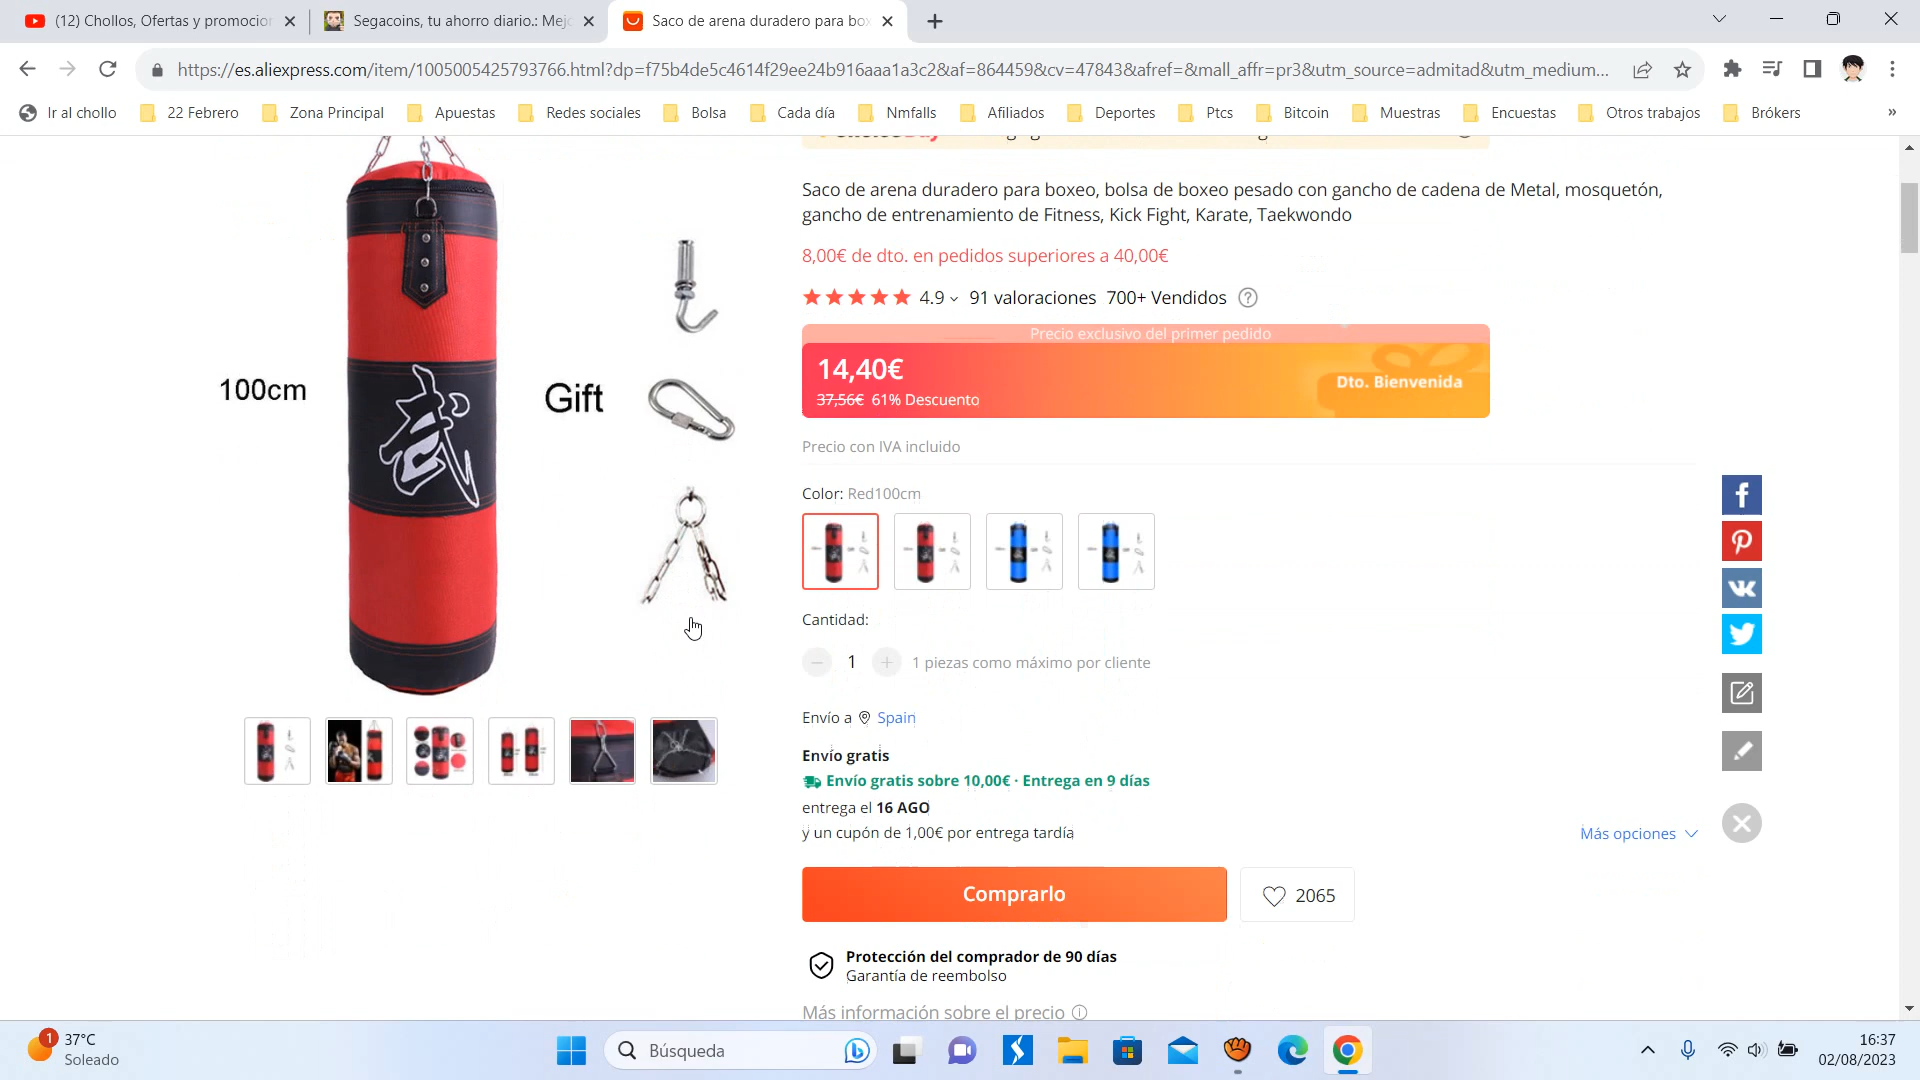 (12) Chollos, Ofertas y promocion
Segacoins, tu ahorro diario.: Mejo
Saco de arena duradero para box
https://es.aliexpress.com/item/1005005425793766.html?dp=f75b4de5c4614f29ee24b916aaa1a3c2&af=864459&cv=47843&afref=&mall_affr=pr3&utm_source=admitad&utm_medium...
Ir al chollo
22 Febrero
Zona Principal
Apuestas
Redes sociales
Bolsa
Cada día
Nmfalls
Afiliados
Deportes
Ptcs
Bitcoin
Muestras
Encuestas
Otros trabajos
Brókers
»
Saco de arena duradero para boxeo, bolsa de boxeo pesado con gancho de cadena de Metal, mosquetón,
gancho de entrenamiento de Fitness, Kick Fight, Karate, Taekwondo
8,00€ de dto. en pedidos superiores a 40,00€
4.9 91 valoraciones 700+ Vendidos ?
Precio exclusivo del primer pedido
14,40€
37,56€ 61% Descuento
Dto. Bienvenida
Precio con IVA incluido
100cm
武
Gift
Color: Red100cm
Cantidad:
− 1 + 1 piezas como máximo por cliente
Envío a Spain
Envío gratis
Envío gratis sobre 10,00€ · Entrega en 9 días
entrega el 16 AGO
y un cupón de 1,00€ por entrega tardía
Más opciones
Comprarlo
2065
Protección del comprador de 90 días
Garantía de reembolso
Más información sobre el precio
1
37°C
Soleado
Búsqueda
16:37
02/08/2023